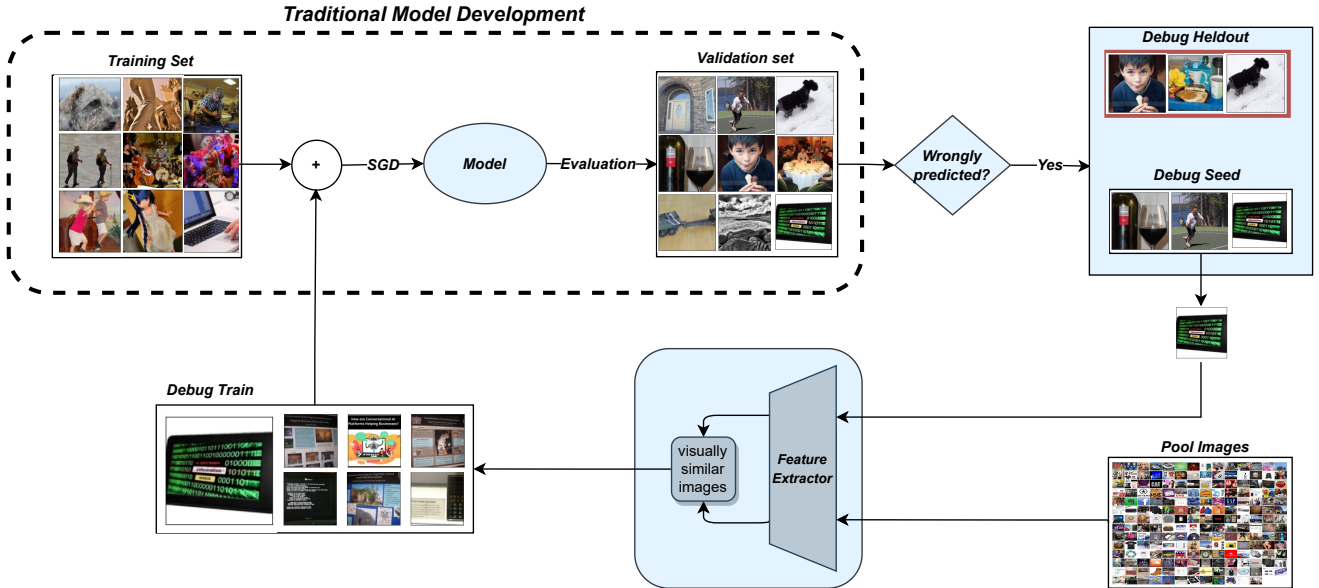 Traditional Model Development
Training Set
Validation set
Debug Heldout
+
SGD
Model
Evaluation
Wrongly
predicted?
Yes
Debug Seed
Debug Train
How are Conversational AI
Platforms Helping Businesses?
visually
similar
images
Feature
Extractor
Pool Images